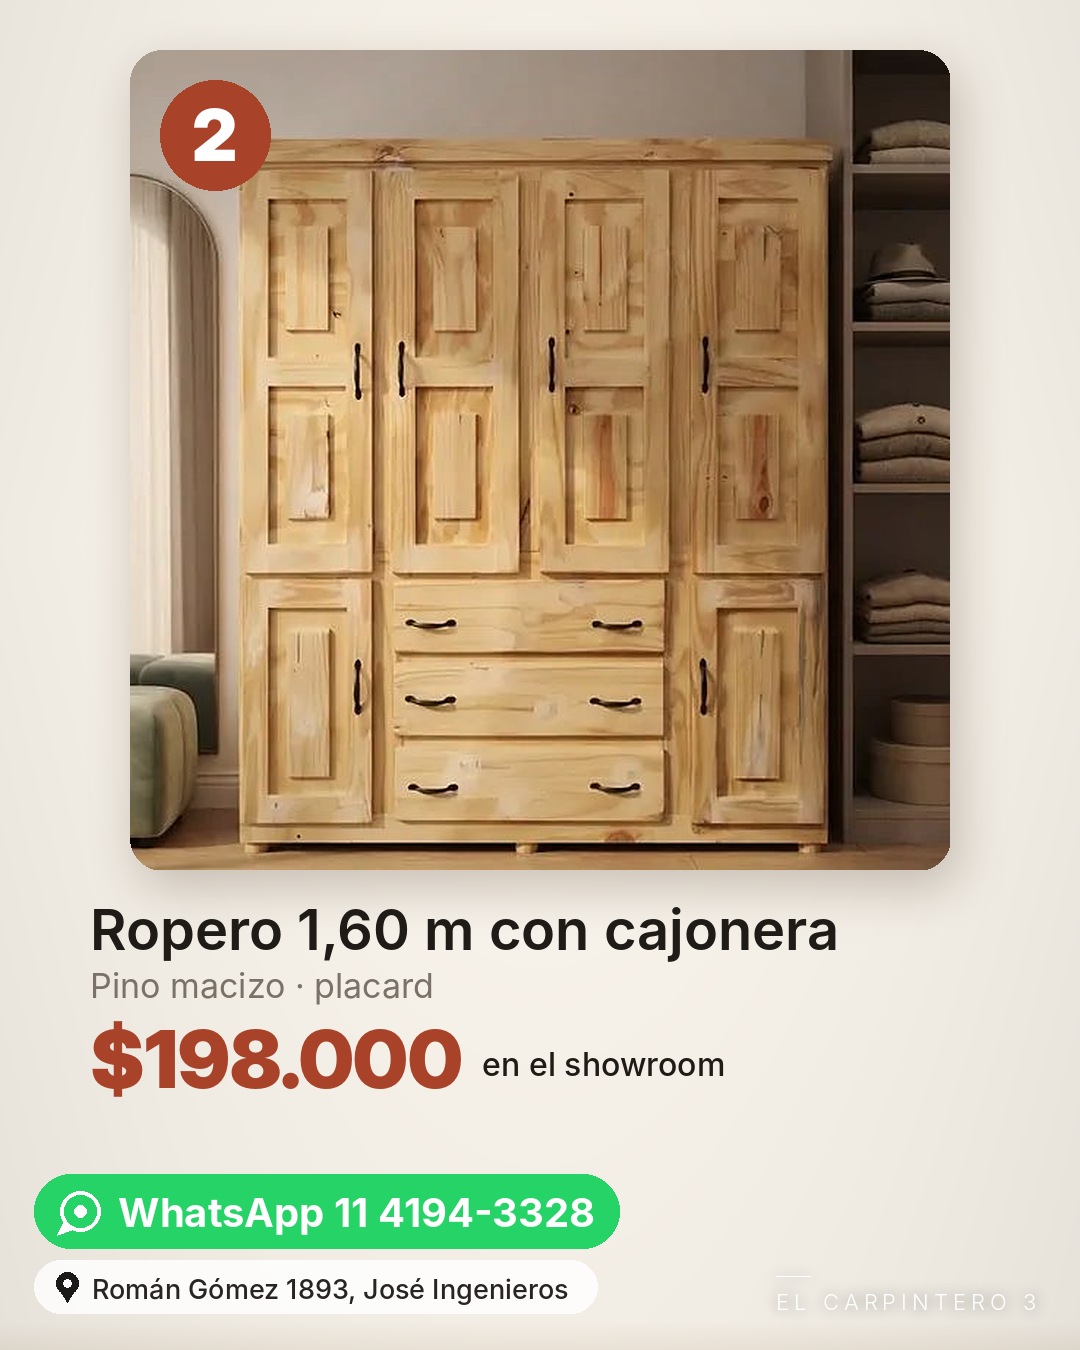 2
Ropero 1,60 m con cajonera
Pino macizo · placard
$198.000 en el showroom
WhatsApp 11 4194-3328
Román Gómez 1893, José Ingenieros
EL CARPINTERO 3